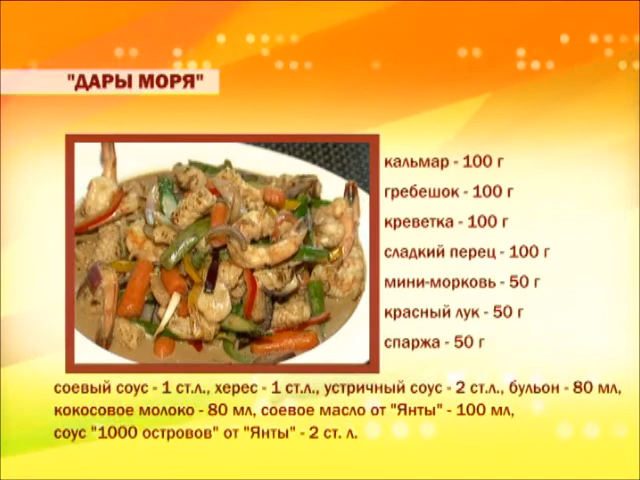 "ДАРЫ МОРЯ"
кальмар - 100 г
гребешок - 100 г
креветка - 100 г
сладкий перец - 100 г
мини-морковь - 50 г
красный лук - 50 г
спаржа - 50 г
соевый соус - 1 ст.л., херес - 1 ст.л., устричный соус - 2 ст.л., бульон - 80 мл,
кокосовое молоко - 80 мл, соевое масло от "Янты" - 100 мл,
соус "1000 островов" от "Янты" - 2 ст. л.